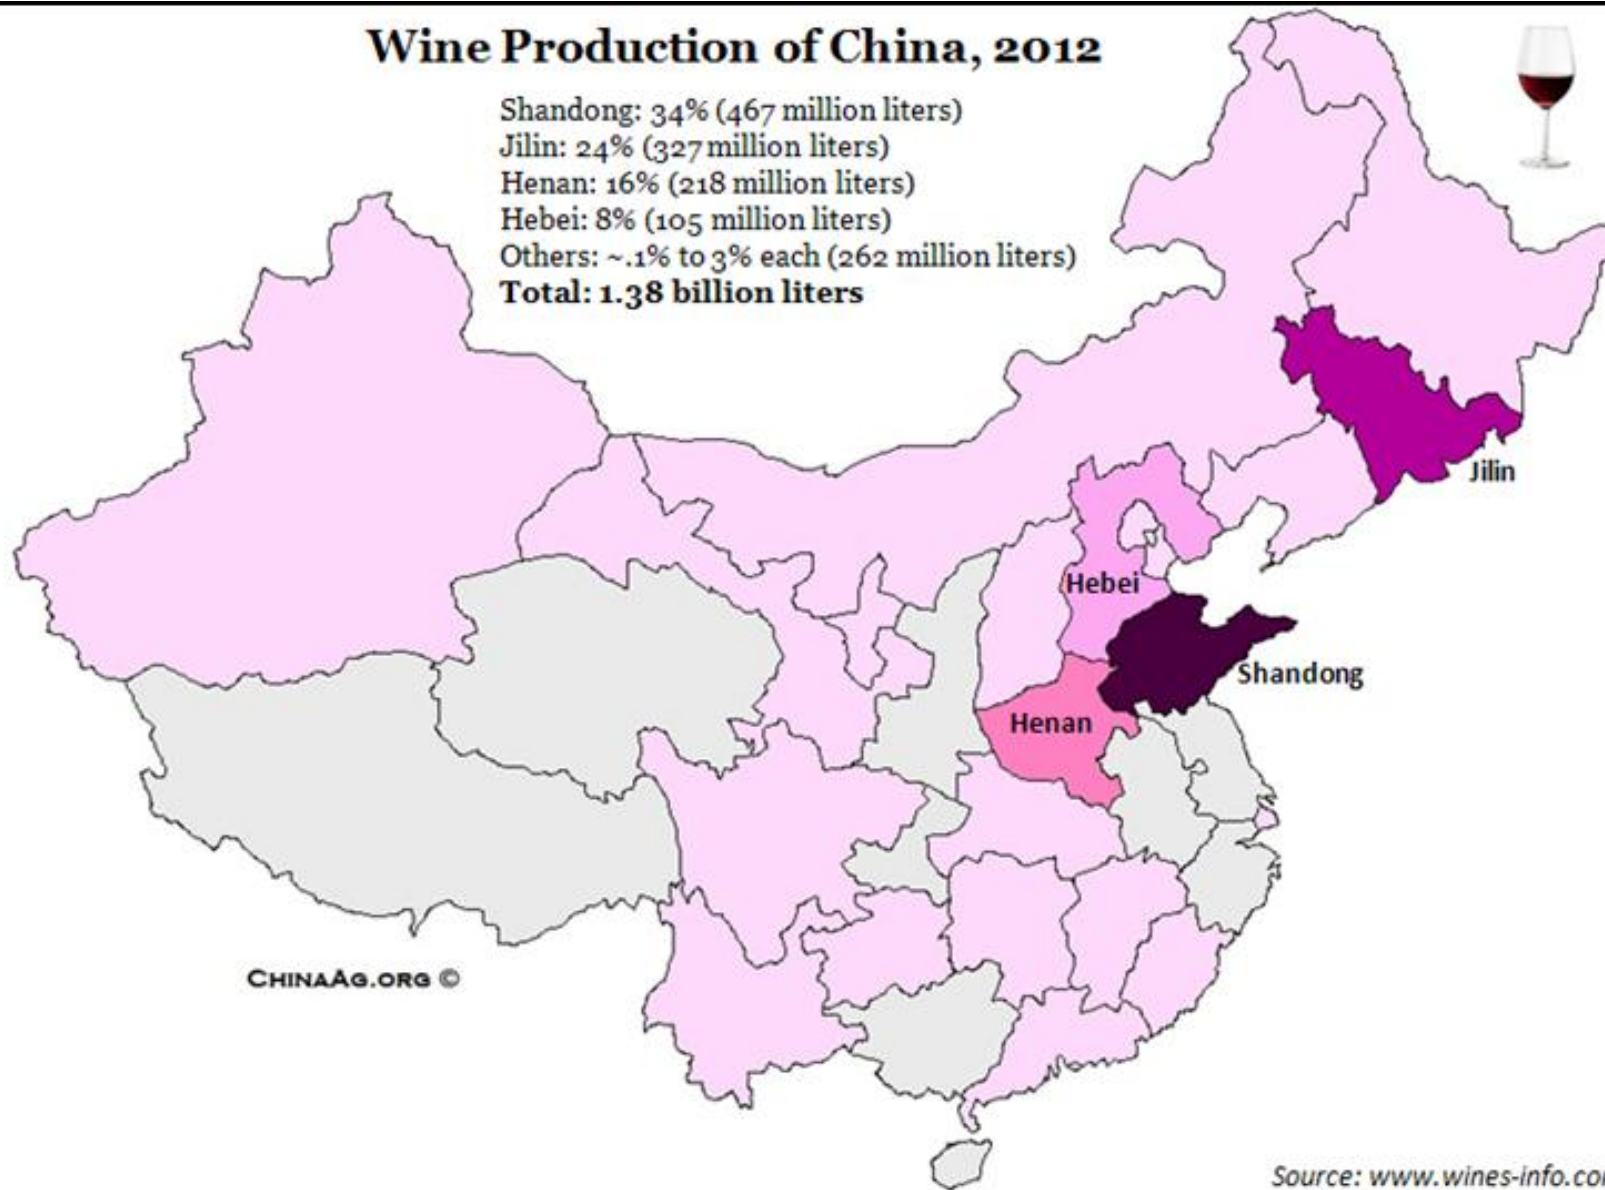 Wine Production of China, 2012
Shandong: 34% (467 million liters)
Jilin: 24% (327 million liters)
Henan: 16% (218 million liters)
Hebei: 8% (105 million liters)
Others: ~.1% to 3% each (262 million liters)
Total: 1.38 billion liters
Jilin
Hebei
Shandong
Henan
ChinaAg.org ©
Source: www.wines-info.com